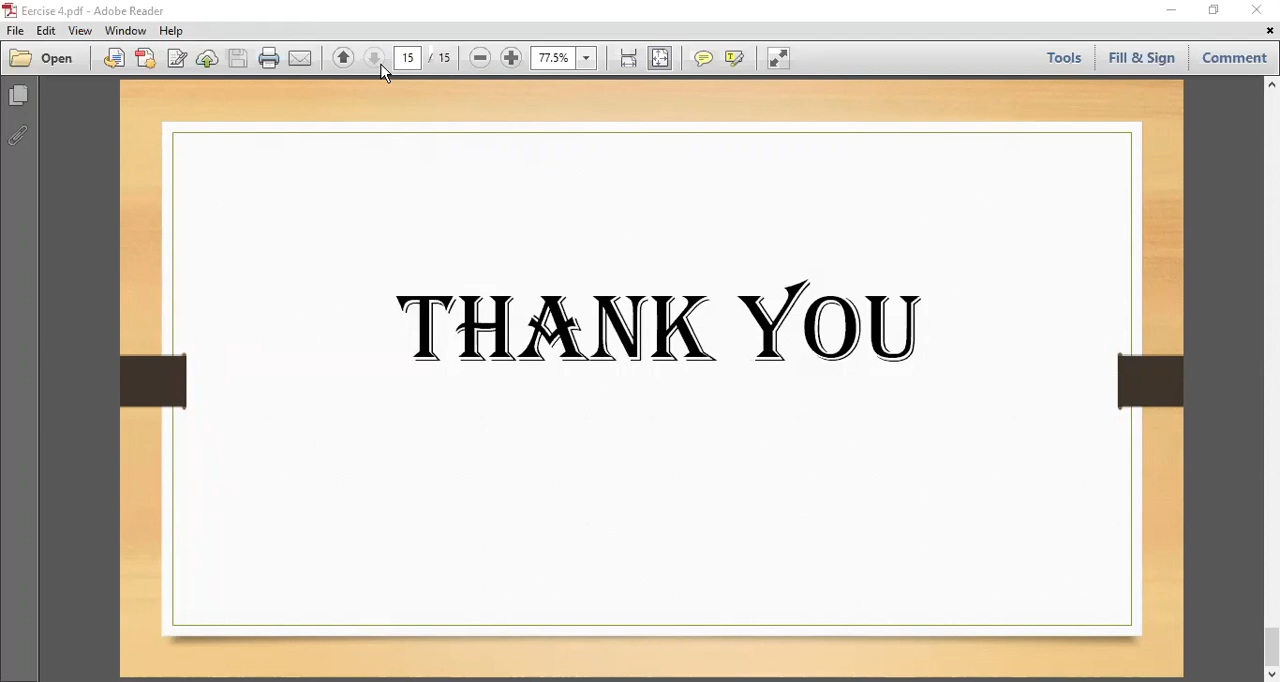 Eercise 4.pdf - Adobe Reader
File Edit View Window Help
Open 15 / 15 77.5% Tools Fill & Sign Comment
THANK YOU